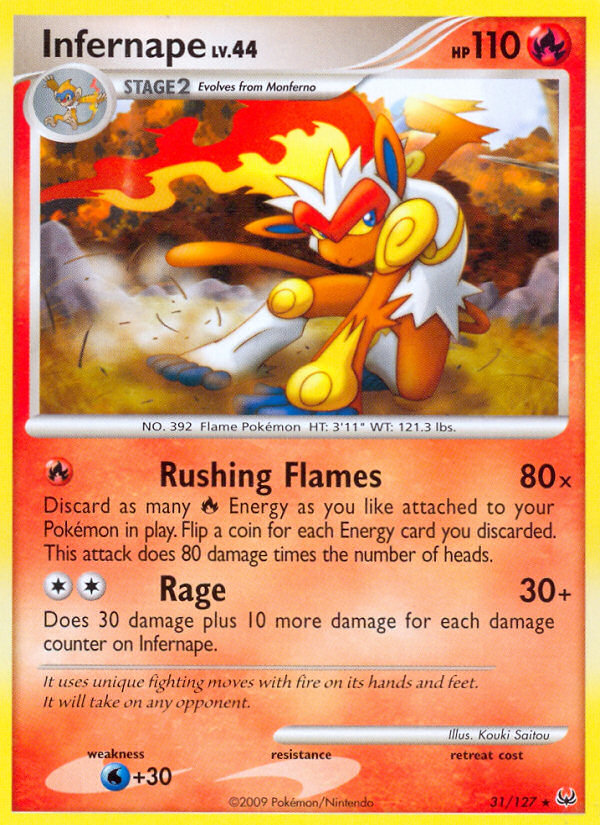 Infernape LV.44 HP 110
STAGE2 Evolves from Monferno
NO. 392 Flame Pokémon HT: 3'11" WT: 121.3 lbs.
Rushing Flames 80x
Discard as many Energy as you like attached to your
Pokémon in play. Flip a coin for each Energy card you discarded.
This attack does 80 damage times the number of heads.
Rage 30+
Does 30 damage plus 10 more damage for each damage
counter on Infernape.
It uses unique fighting moves with fire on its hands and feet.
It will take on any opponent.
Illus. Kouki Saitou
weakness resistance retreat cost
+30
©2009 Pokémon/Nintendo 31/127 ★